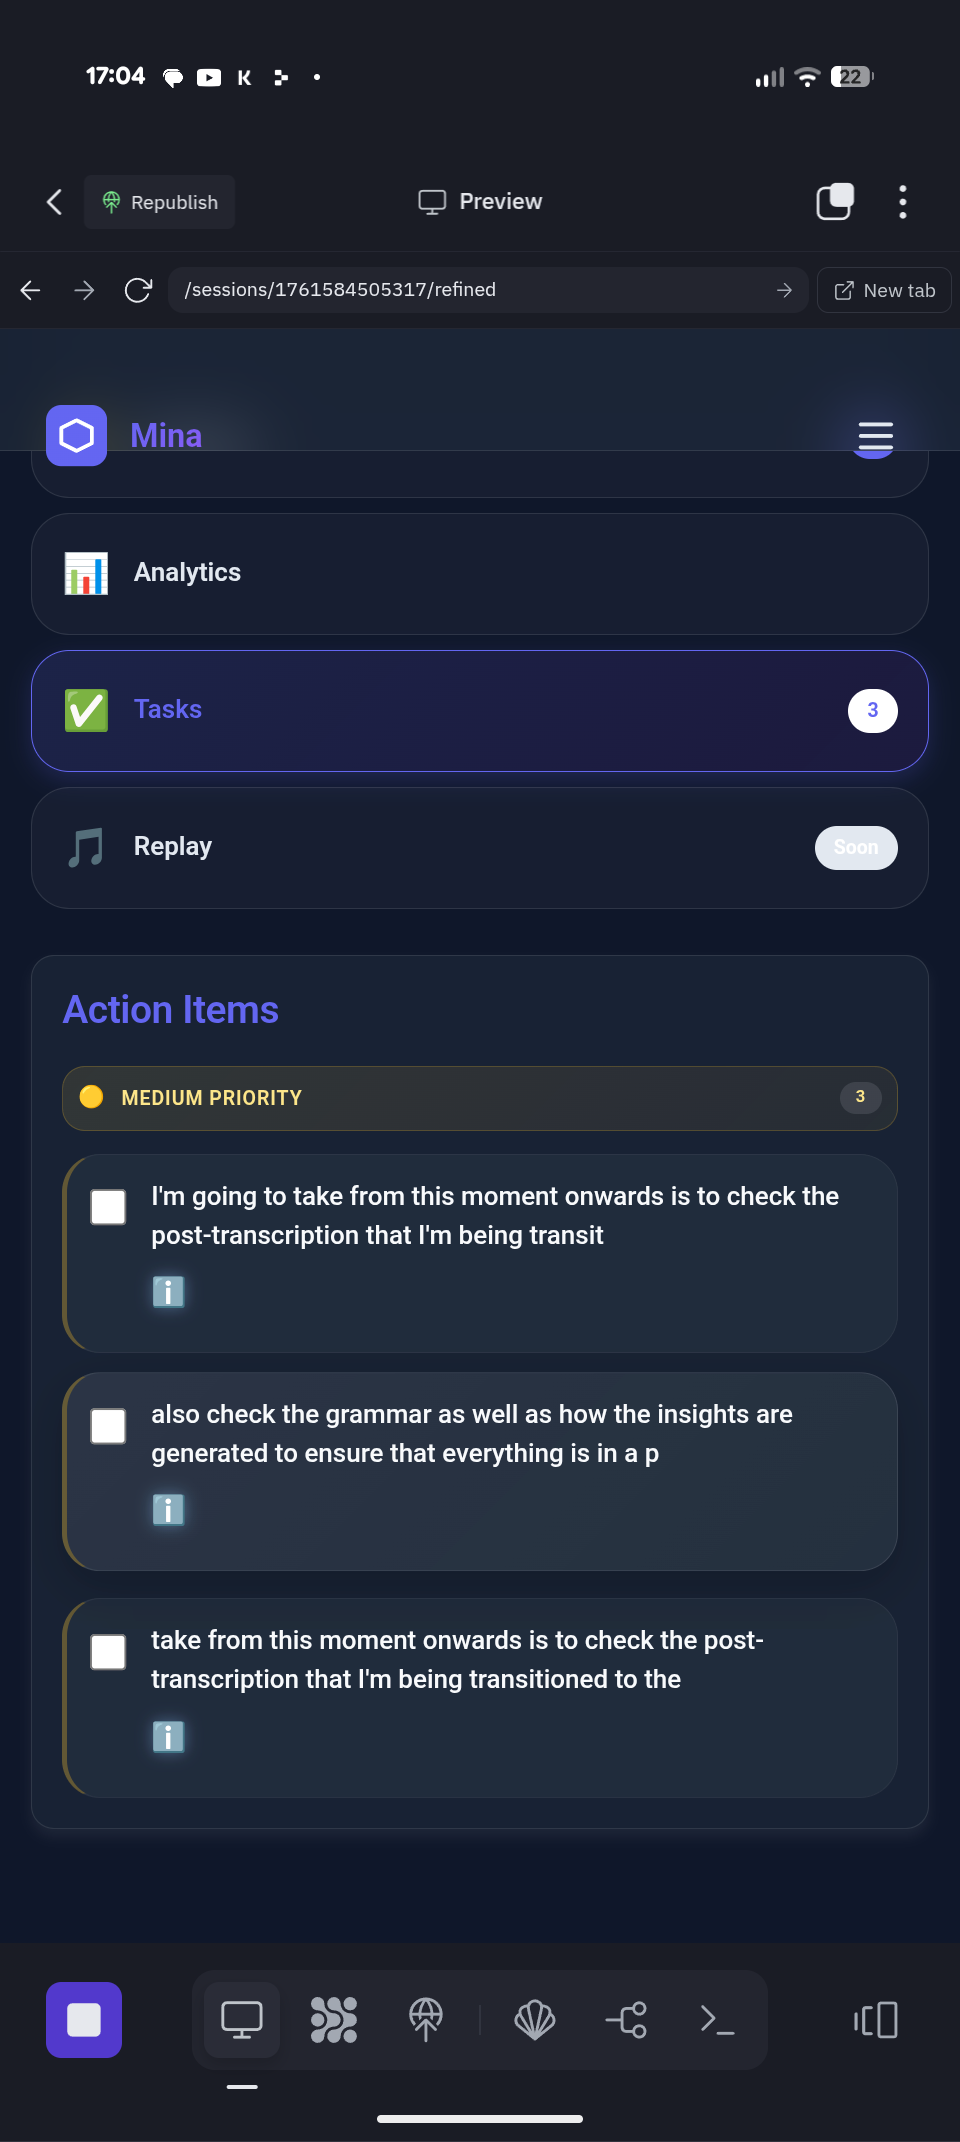 17:04
22
Republish
Preview
/sessions/1761584505317/refined
New tab
Mina
Analytics
Tasks
3
Replay
Soon
Action Items
MEDIUM PRIORITY
3
I'm going to take from this moment onwards is to check the
post-transcription that I'm being transit
also check the grammar as well as how the insights are
generated to ensure that everything is in a p
take from this moment onwards is to check the post-
transcription that I'm being transitioned to the